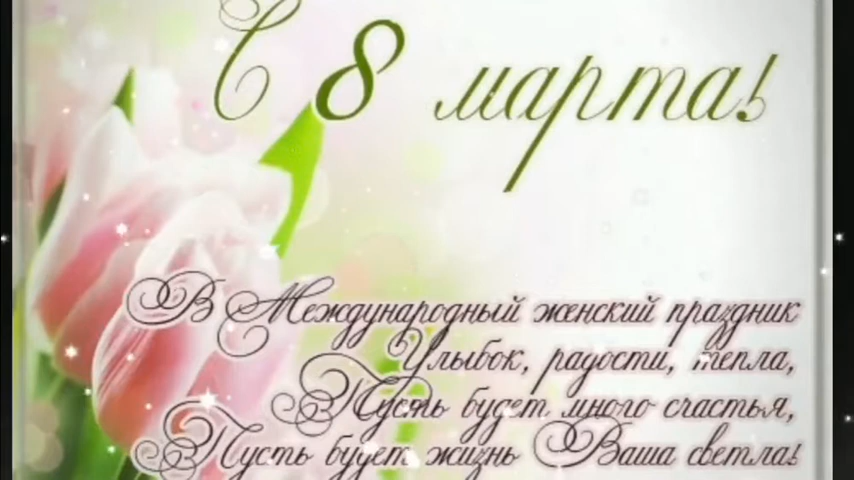 С 8 марта!
В Международный женский праздник
Улыбок, радости, тепла,
Пусть будет много счастья,
Пусть будет жизнь Ваша светла!